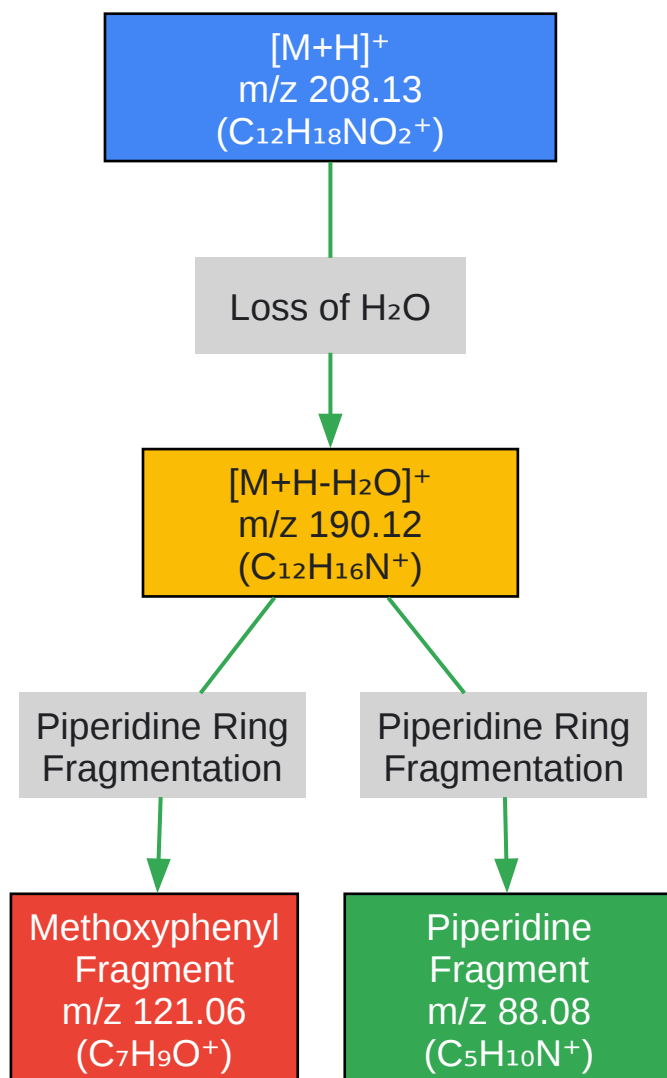 [M+H]⁺
m/z 208.13
(C₁₂H₁₈NO₂⁺)
Loss of H₂O
[M+H-H₂O]⁺
m/z 190.12
(C₁₂H₁₆N⁺)
Piperidine Ring
Fragmentation
Piperidine Ring
Fragmentation
Methoxyphenyl
Fragment
m/z 121.06
(C₇H₉O⁺)
Piperidine
Fragment
m/z 88.08
(C₅H₁₀N⁺)